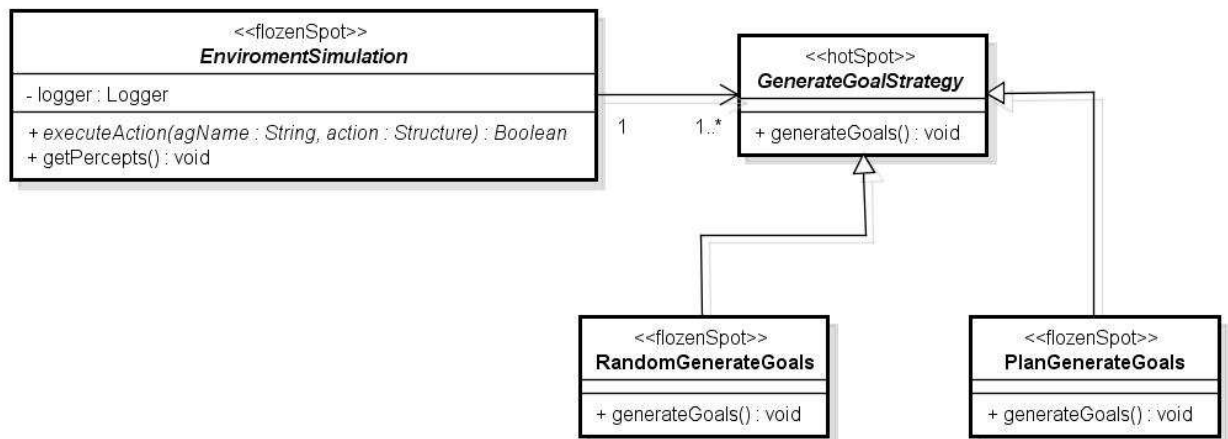 <<flozenSpot>>
EnviromentSimulation
- logger : Logger
+ executeAction(agName : String, action : Structure) : Boolean
+ getPercepts() : void
1
1..*
<<hotSpot>>
GenerateGoalStrategy
+ generateGoals() : void
<<flozenSpot>>
RandomGenerateGoals
+ generateGoals() : void
<<flozenSpot>>
PlanGenerateGoals
+ generateGoals() : void